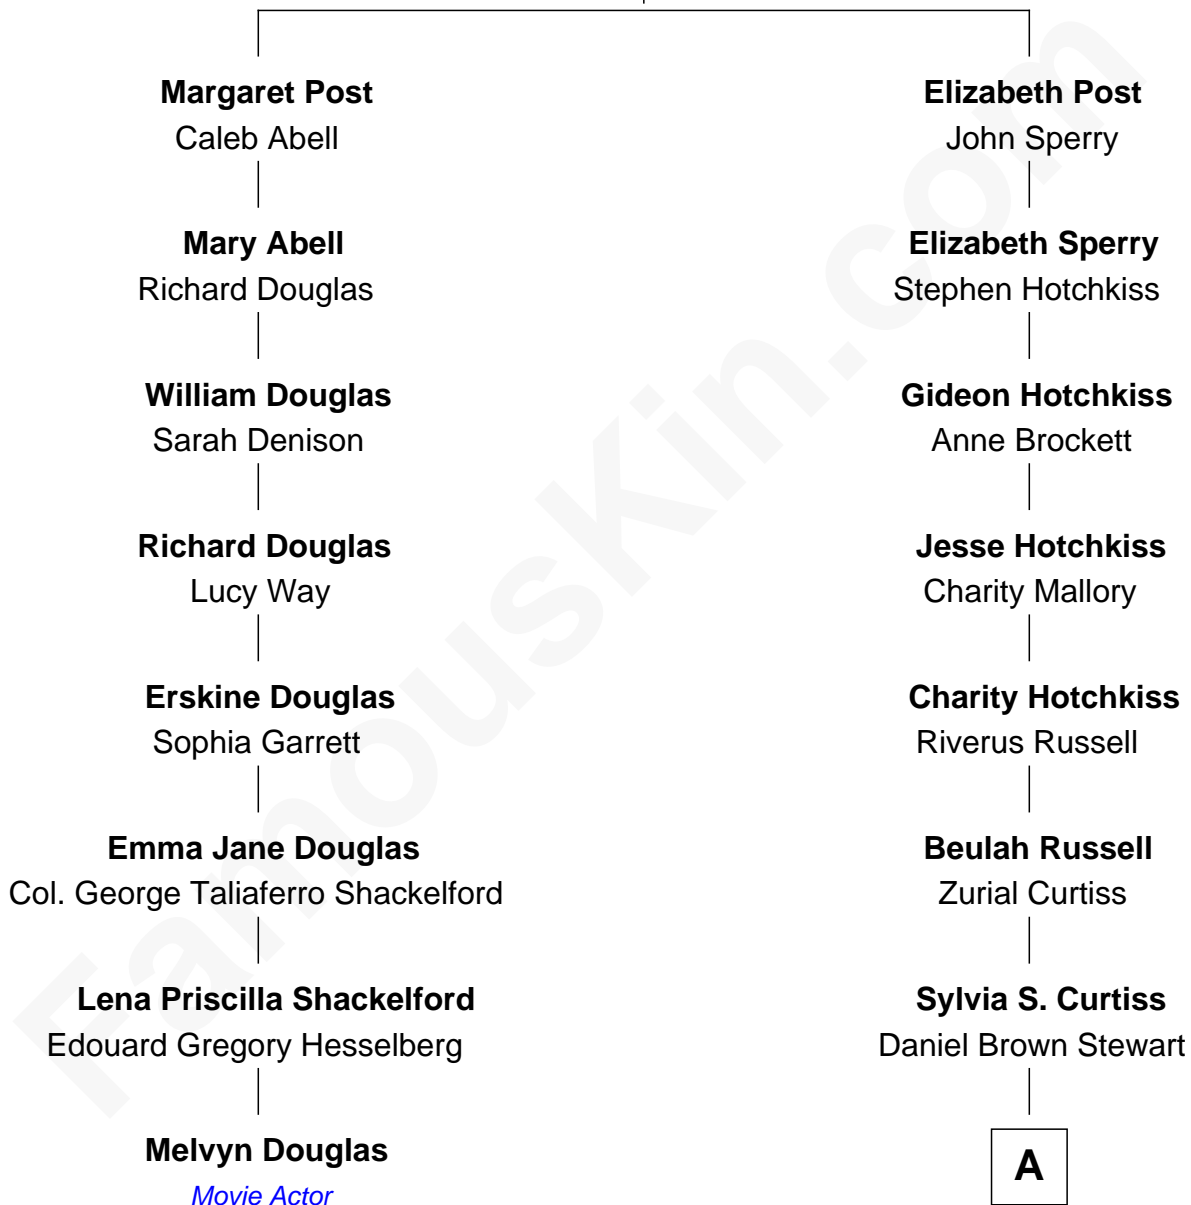 Margaret Post
Caleb Abell
Mary Abell
Richard Douglas
William Douglas
Sarah Denison
Richard Douglas
Lucy Way
Erskine Douglas
Sophia Garrett
Emma Jane Douglas
Col. George Taliaferro Shackelford
Lena Priscilla Shackelford
Edouard Gregory Hesselberg
Melvyn Douglas
Movie Actor
Elizabeth Post
John Sperry
Elizabeth Sperry
Stephen Hotchkiss
Gideon Hotchkiss
Anne Brockett
Jesse Hotchkiss
Charity Mallory
Charity Hotchkiss
Riverus Russell
Beulah Russell
Zurial Curtiss
Sylvia S. Curtiss
Daniel Brown Stewart
A
FamousKin.com